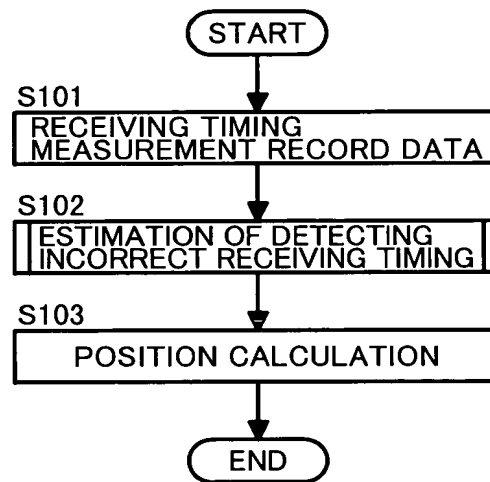 START
S101
RECEIVING TIMING
MEASUREMENT RECORD DATA
S102
ESTIMATION OF DETECTING
INCORRECT RECEIVING TIMING
S103
POSITION CALCULATION
END